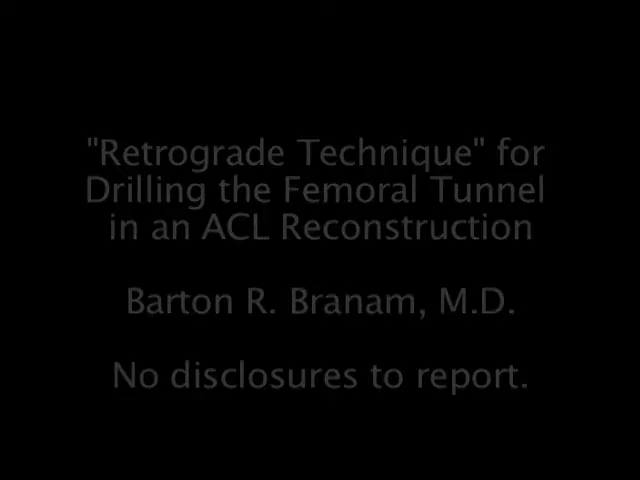 "Retrograde Technique" for
Drilling the Femoral Tunnel
in an ACL Reconstruction
Barton R. Branam, M.D.
No disclosures to report.